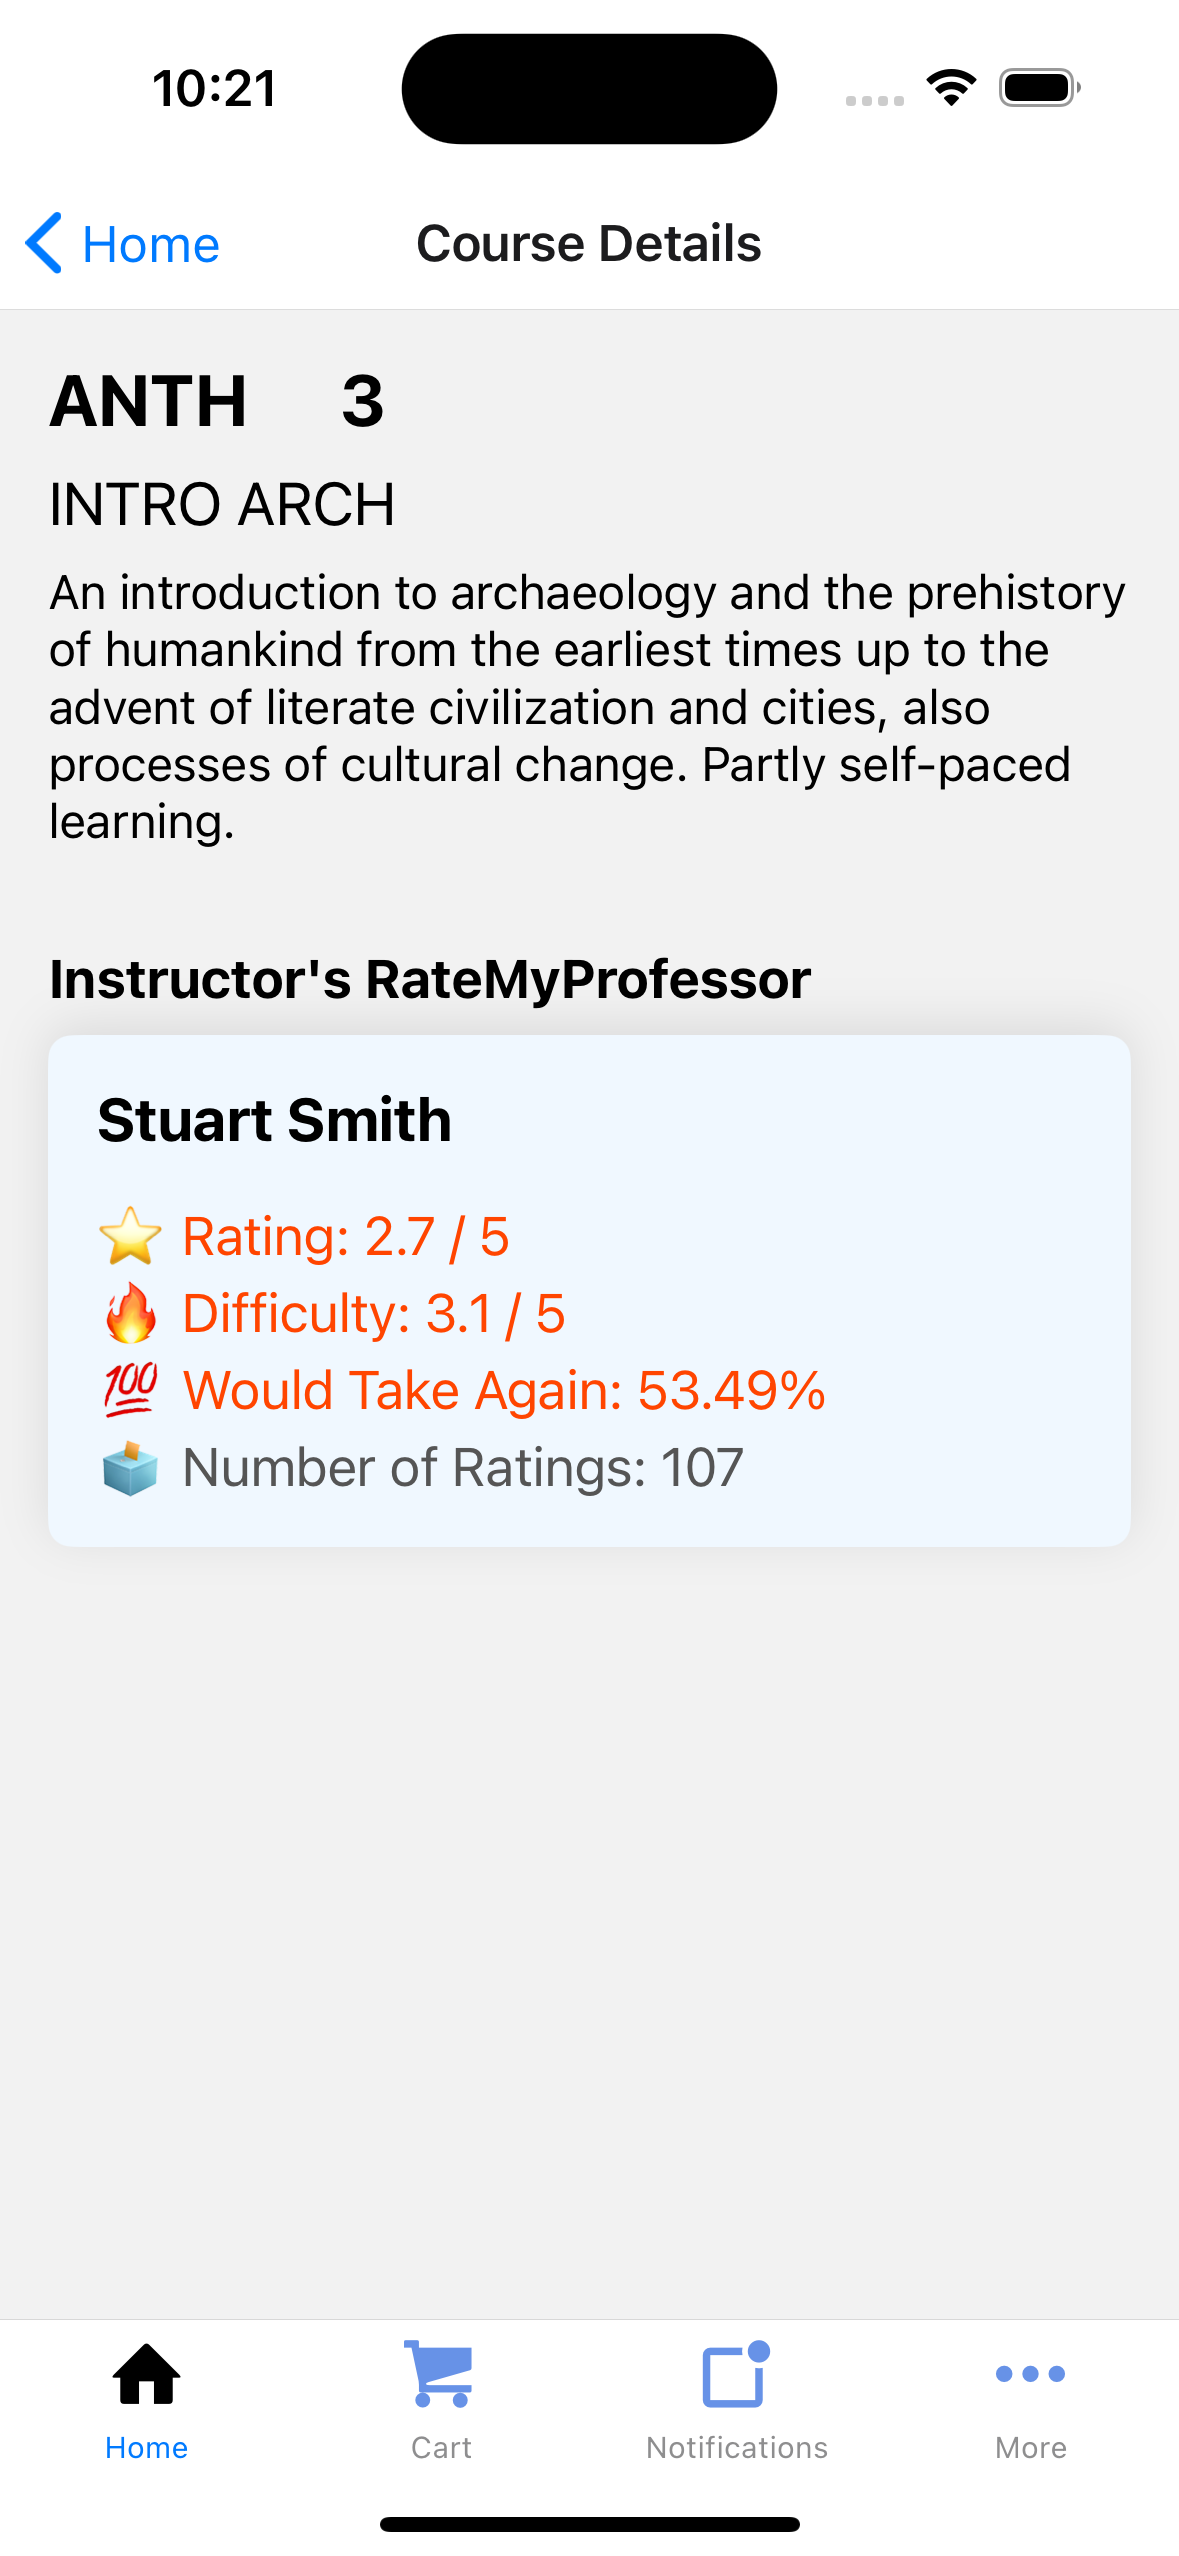 10:21
Home
Course Details
ANTH    3
INTRO ARCH
An introduction to archaeology and the prehistory
of humankind from the earliest times up to the
advent of literate civilization and cities, also
processes of cultural change. Partly self-paced
learning.
Instructor's RateMyProfessor
Stuart Smith
⭐ Rating: 2.7 / 5
🔥 Difficulty: 3.1 / 5
💯 Would Take Again: 53.49%
🗳️ Number of Ratings: 107
Home
Cart
Notifications
More